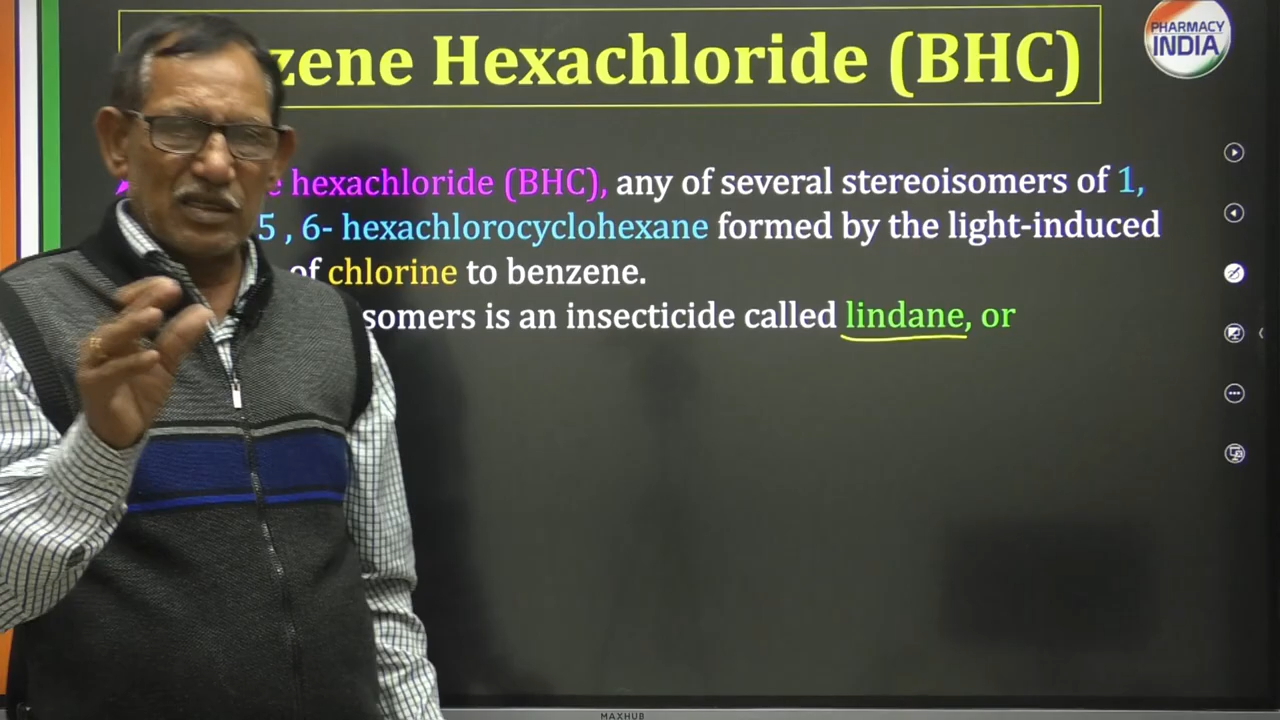 zene Hexachloride (BHC)
PHARMACY
INDIA
hexachloride (BHC), any of several stereoisomers of 1,
5 , 6- hexachlorocyclohexane formed by the light-induced
of chlorine to benzene.
somers is an insecticide called lindane, or
MAXHUB